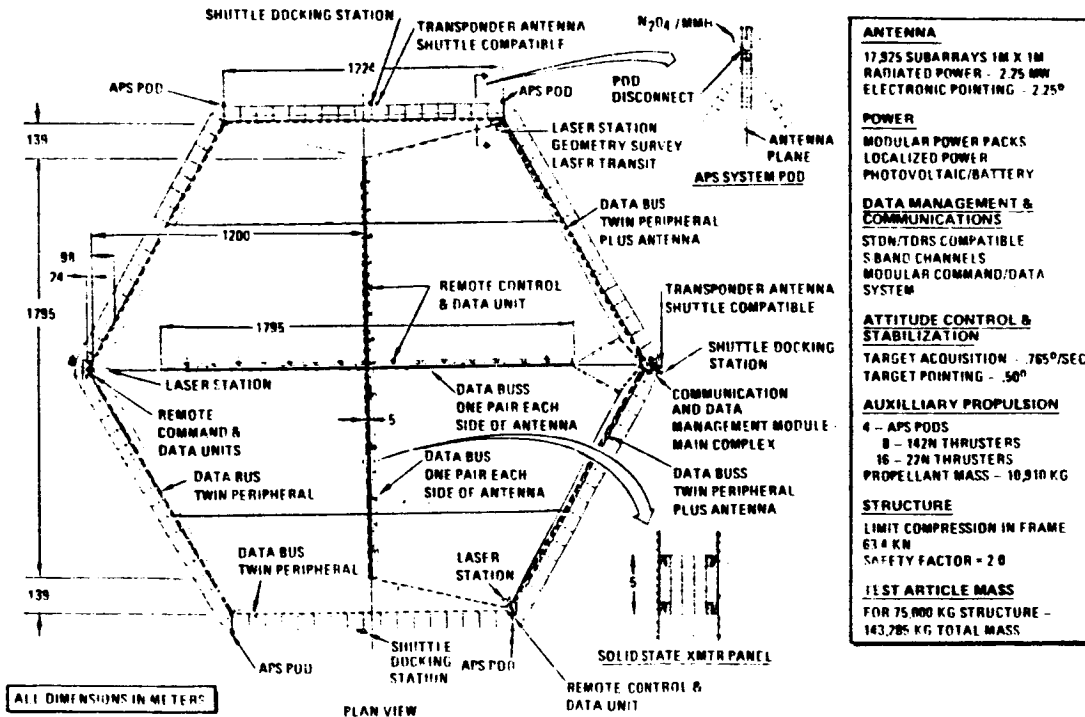 SHUTTLE DOCKING STATION
TRANSPONDER ANTENNA
SHUTTLE COMPATIBLE
N2O4/MMH
APS POD
APS POD
POD
DISCONNECT
139
LASER STATION
GEOMETRY SURVEY
LASER TRANSIT
ANTENNA
PLANE
APS SYSTEM POD
DATA BUS
TWIN PERIPHERAL
PLUS ANTENNA
1200
24
1795
1795
REMOTE CONTROL
& DATA UNIT
TRANSPONDER ANTENNA
SHUTTLE COMPATIBLE
SHUTTLE DOCKING
STATION
LASER STATION
REMOTE
COMMAND &
DATA UNITS
DATA BUSS
ONE PAIR EACH
SIDE OF ANTENNA
5
COMMUNICATION
AND DATA
MANAGEMENT MODULE -
MAIN COMPLEX
DATA BUS
TWIN PERIPHERAL
DATA BUS
ONE PAIR EACH
SIDE OF ANTENNA
DATA BUSS
TWIN PERIPHERAL
PLUS ANTENNA
DATA BUS
TWIN PERIPHERAL
LASER
STATION
5
139
APS POD
SHUTTLE
DOCKING
STATION
APS POD
SOLID STATE XMTR PANEL
REMOTE CONTROL &
DATA UNIT
ALL DIMENSIONS IN METERS
PLAN VIEW
ANTENNA
17,925 SUBARRAYS 1M X 1M
RADIATED POWER - 2.25 MW
ELECTRONIC POINTING - 2.25°
POWER
MODULAR POWER PACKS
LOCALIZED POWER
PHOTOVOLTAIC/BATTERY
DATA MANAGEMENT &
COMMUNICATIONS
STDN/TDRS COMPATIBLE
S BAND CHANNELS
MODULAR COMMAND/DATA
SYSTEM
ATTITUDE CONTROL &
STABILIZATION
TARGET ACQUISITION - .765°/SEC
TARGET POINTING - .50°
AUXILLIARY PROPULSION
4 - APS PODS
8 - 142N THRUSTERS
16 - 22N THRUSTERS
PROPELLANT MASS - 10,910 KG
STRUCTURE
LIMIT COMPRESSION IN FRAME
63.4 KN
SAFETY FACTOR = 2.0
TEST ARTICLE MASS
FOR 75,000 KG STRUCTURE -
143,285 KG TOTAL MASS